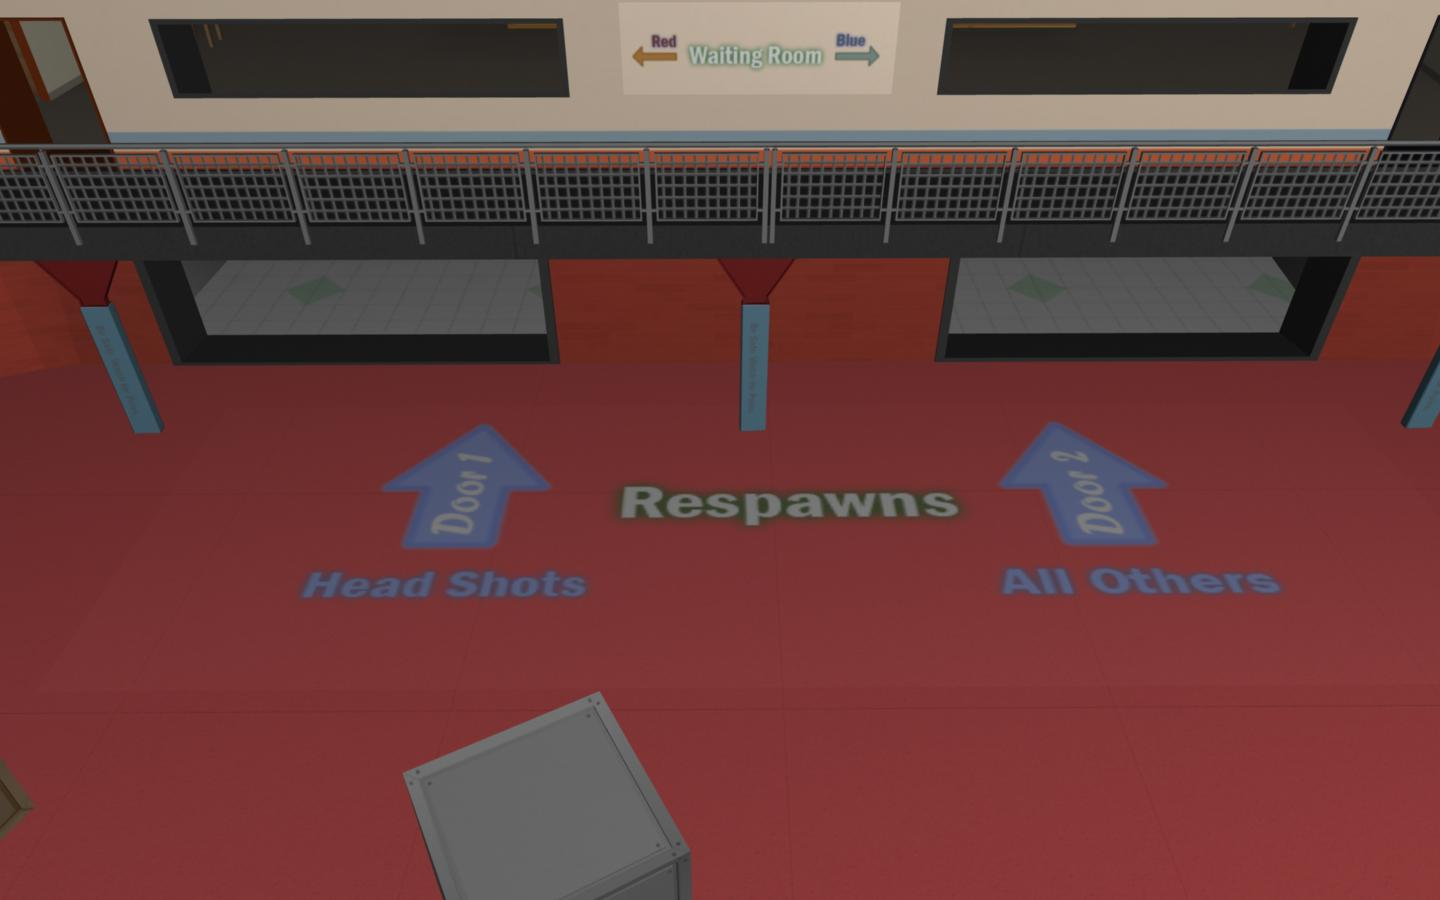 Red Waiting Room Blue
Door 1
Door 2
Respawns
Head Shots
All Others